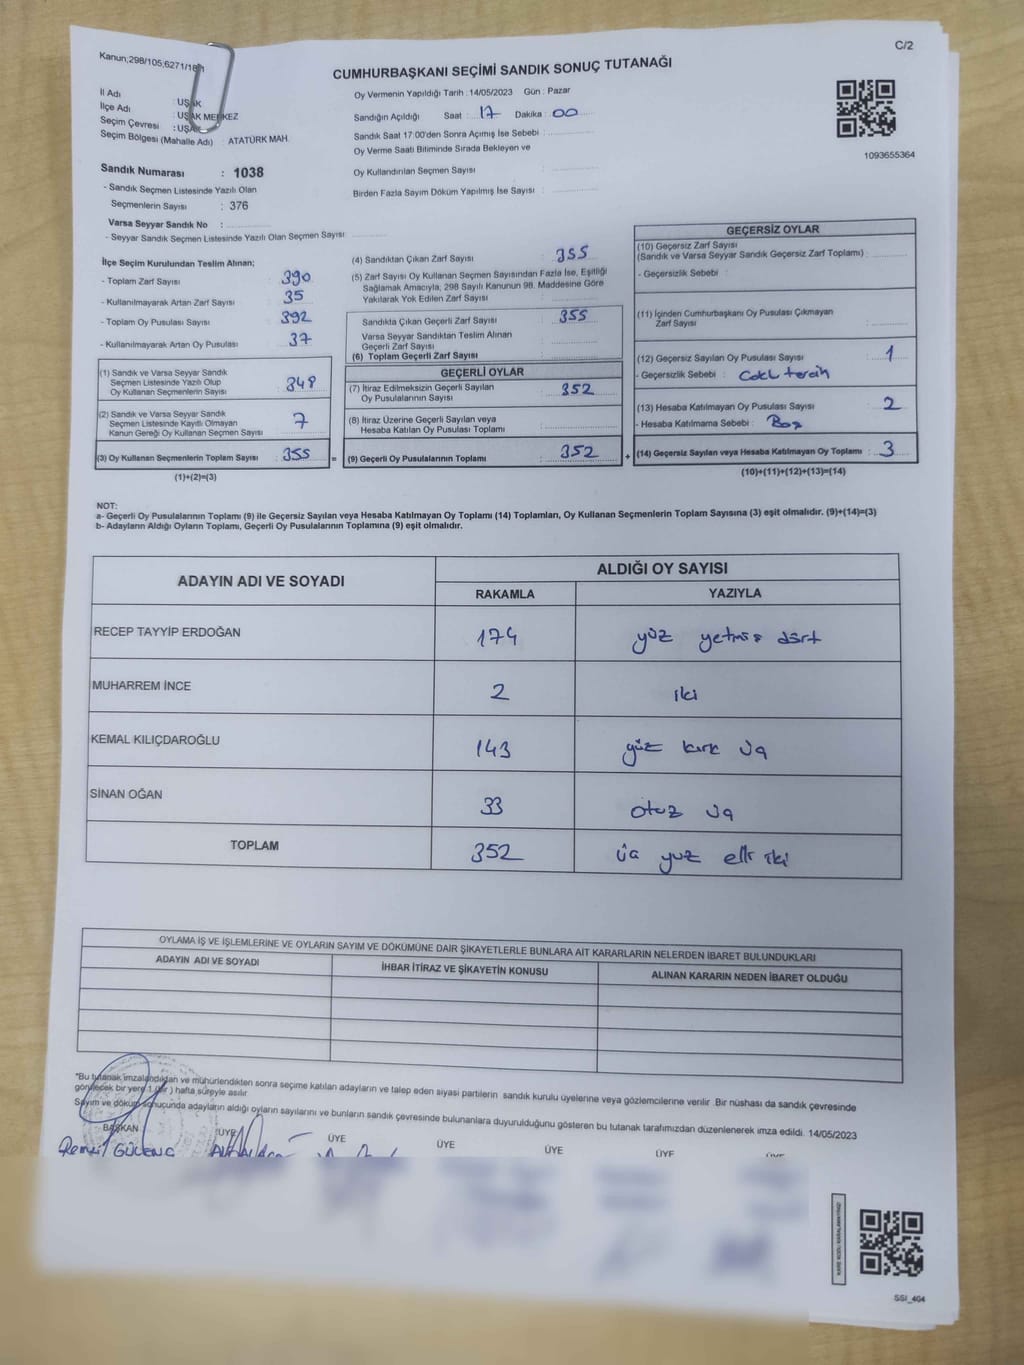 C/2
Kanun;298/105;6271/18
CUMHURBAŞKANI SEÇİMİ SANDIK SONUÇ TUTANAĞI
İl Adı : UŞAK
İlçe Adı : UŞAK MERKEZ
Seçim Çevresi : UŞAK
Seçim Bölgesi (Mahalle Adı) : ATATÜRK MAH.
Oy Vermenin Yapıldığı Tarih : 14/05/2023 Gün : Pazar
Sandığın Açıldığı Saat : 17 Dakika : 00
Sandık Saat 17:00'den Sonra Açımış İse Sebebi :
Oy Verme Saati Bitiminde Sırada Bekleyen ve
Oy Kullandırılan Seçmen Sayısı :
Birden Fazla Sayım Döküm Yapılmış İse Sayısı :
1093655364
Sandık Numarası : 1038
- Sandık Seçmen Listesinde Yazılı Olan
Seçmenlerin Sayısı : 376
Varsa Seyyar Sandık No :
- Seyyar Sandık Seçmen Listesinde Yazılı Olan Seçmen Sayısı:
İlçe Seçim Kurulundan Teslim Alınan;
- Toplam Zarf Sayısı : 390
- Kullanılmayarak Artan Zarf Sayısı : 35
- Toplam Oy Pusulası Sayısı : 392
- Kullanılmayarak Artan Oy Pusulası : 37
(1) Sandık ve Varsa Seyyar Sandık
Seçmen Listesinde Yazılı Olup
Oy Kullanan Seçmenlerin Sayısı : 348
(2) Sandık ve Varsa Seyyar Sandık
Seçmen Listesinde Kayıtlı Olmayan
Kanun Gereği Oy Kullanan Seçmen Sayısı : 7
(3) Oy Kullanan Seçmenlerin Toplam Sayısı : 355
(1)+(2)=(3)
(4) Sandıktan Çıkan Zarf Sayısı : 355
(5) Zarf Sayısı Oy Kullanan Seçmen Sayısından Fazla İse, Eşitliği
Sağlamak Amacıyla; 298 Sayılı Kanunun 98. Maddesine Göre
Yakılarak Yok Edilen Zarf Sayısı :
Sandıkta Çıkan Geçerli Zarf Sayısı : 355
Varsa Seyyar Sandıktan Teslim Alınan
Geçerli Zarf Sayısı :
(6) Toplam Geçerli Zarf Sayısı :
GEÇERLİ OYLAR
(7) İtiraz Edilmeksizin Geçerli Sayılan
Oy Pusulalarının Sayısı : 352
(8) İtiraz Üzerine Geçerli Sayılan veya
Hesaba Katılan Oy Pusulası Toplamı :
= (9) Geçerli Oy Pusulalarının Toplamı : 352
GEÇERSİZ OYLAR
(10) Geçersiz Zarf Sayısı
(Sandık ve Varsa Seyyar Sandık Geçersiz Zarf Toplamı) :
- Geçersizlik Sebebi :
(11) İçinden Cumhurbaşkanı Oy Pusulası Çıkmayan
Zarf Sayısı :
(12) Geçersiz Sayılan Oy Pusulası Sayısı : 1
- Geçersizlik Sebebi : tercih
(13) Hesaba Katılmayan Oy Pusulası Sayısı : 2
- Hesaba Katılmama Sebebi : Boş
+ (14) Geçersiz Sayılan veya Hesaba Katılmayan Oy Toplamı : 3
(10)+(11)+(12)+(13)=(14)
NOT:
a- Geçerli Oy Pusulalarının Toplamı (9) ile Geçersiz Sayılan veya Hesaba Katılmayan Oy Toplamı (14) Toplamları, Oy Kullanan Seçmenlerin Toplam Sayısına (3) eşit olmalıdır. (9)+(14)=(3)
b- Adayların Aldığı Oyların Toplamı, Geçerli Oy Pusulalarının Toplamına (9) eşit olmalıdır.
ADAYIN ADI VE SOYADI ALDIĞI OY SAYISI
RAKAMLA YAZIYLA
RECEP TAYYİP ERDOĞAN 174 yüz yetmiş dört
MUHARREM İNCE 2 iki
KEMAL KILIÇDAROĞLU 143 yüz kırk üç
SİNAN OĞAN 33 otuz üç
TOPLAM 352 üç yüz elli iki
OYLAMA İŞ VE İŞLEMLERİNE VE OYLARIN SAYIM VE DÖKÜMÜNE DAİR ŞİKAYETLERLE BUNLARA AİT KARARLARIN NELERDEN İBARET BULUNDUKLARI
ADAYIN ADI VE SOYADI İHBAR İTİRAZ VE ŞİKAYETİN KONUSU ALINAN KARARIN NEDEN İBARET OLDUĞU
*Bu tutanak imzalandıktan ve mühürlendikten sonra seçime katılan adayların ve talep eden siyasi partilerin sandık kurulu üyelerine veya gözlemcilerine verilir. Bir nüshası da sandık çevresinde
görülecek bir yere 1 (bir) hafta süreyle asılır.
Sayım ve döküm sonuçunda adayların aldığı oyların sayılarını ve bunların sandık çevresinde bulunanlara duyurulduğunu gösteren bu tutanak tarafımızdan düzenlenerek imza edildi. 14/05/2023
BAŞKAN ÜYE ÜYE ÜYE ÜYE ÜYE ÜYE
SSI_404